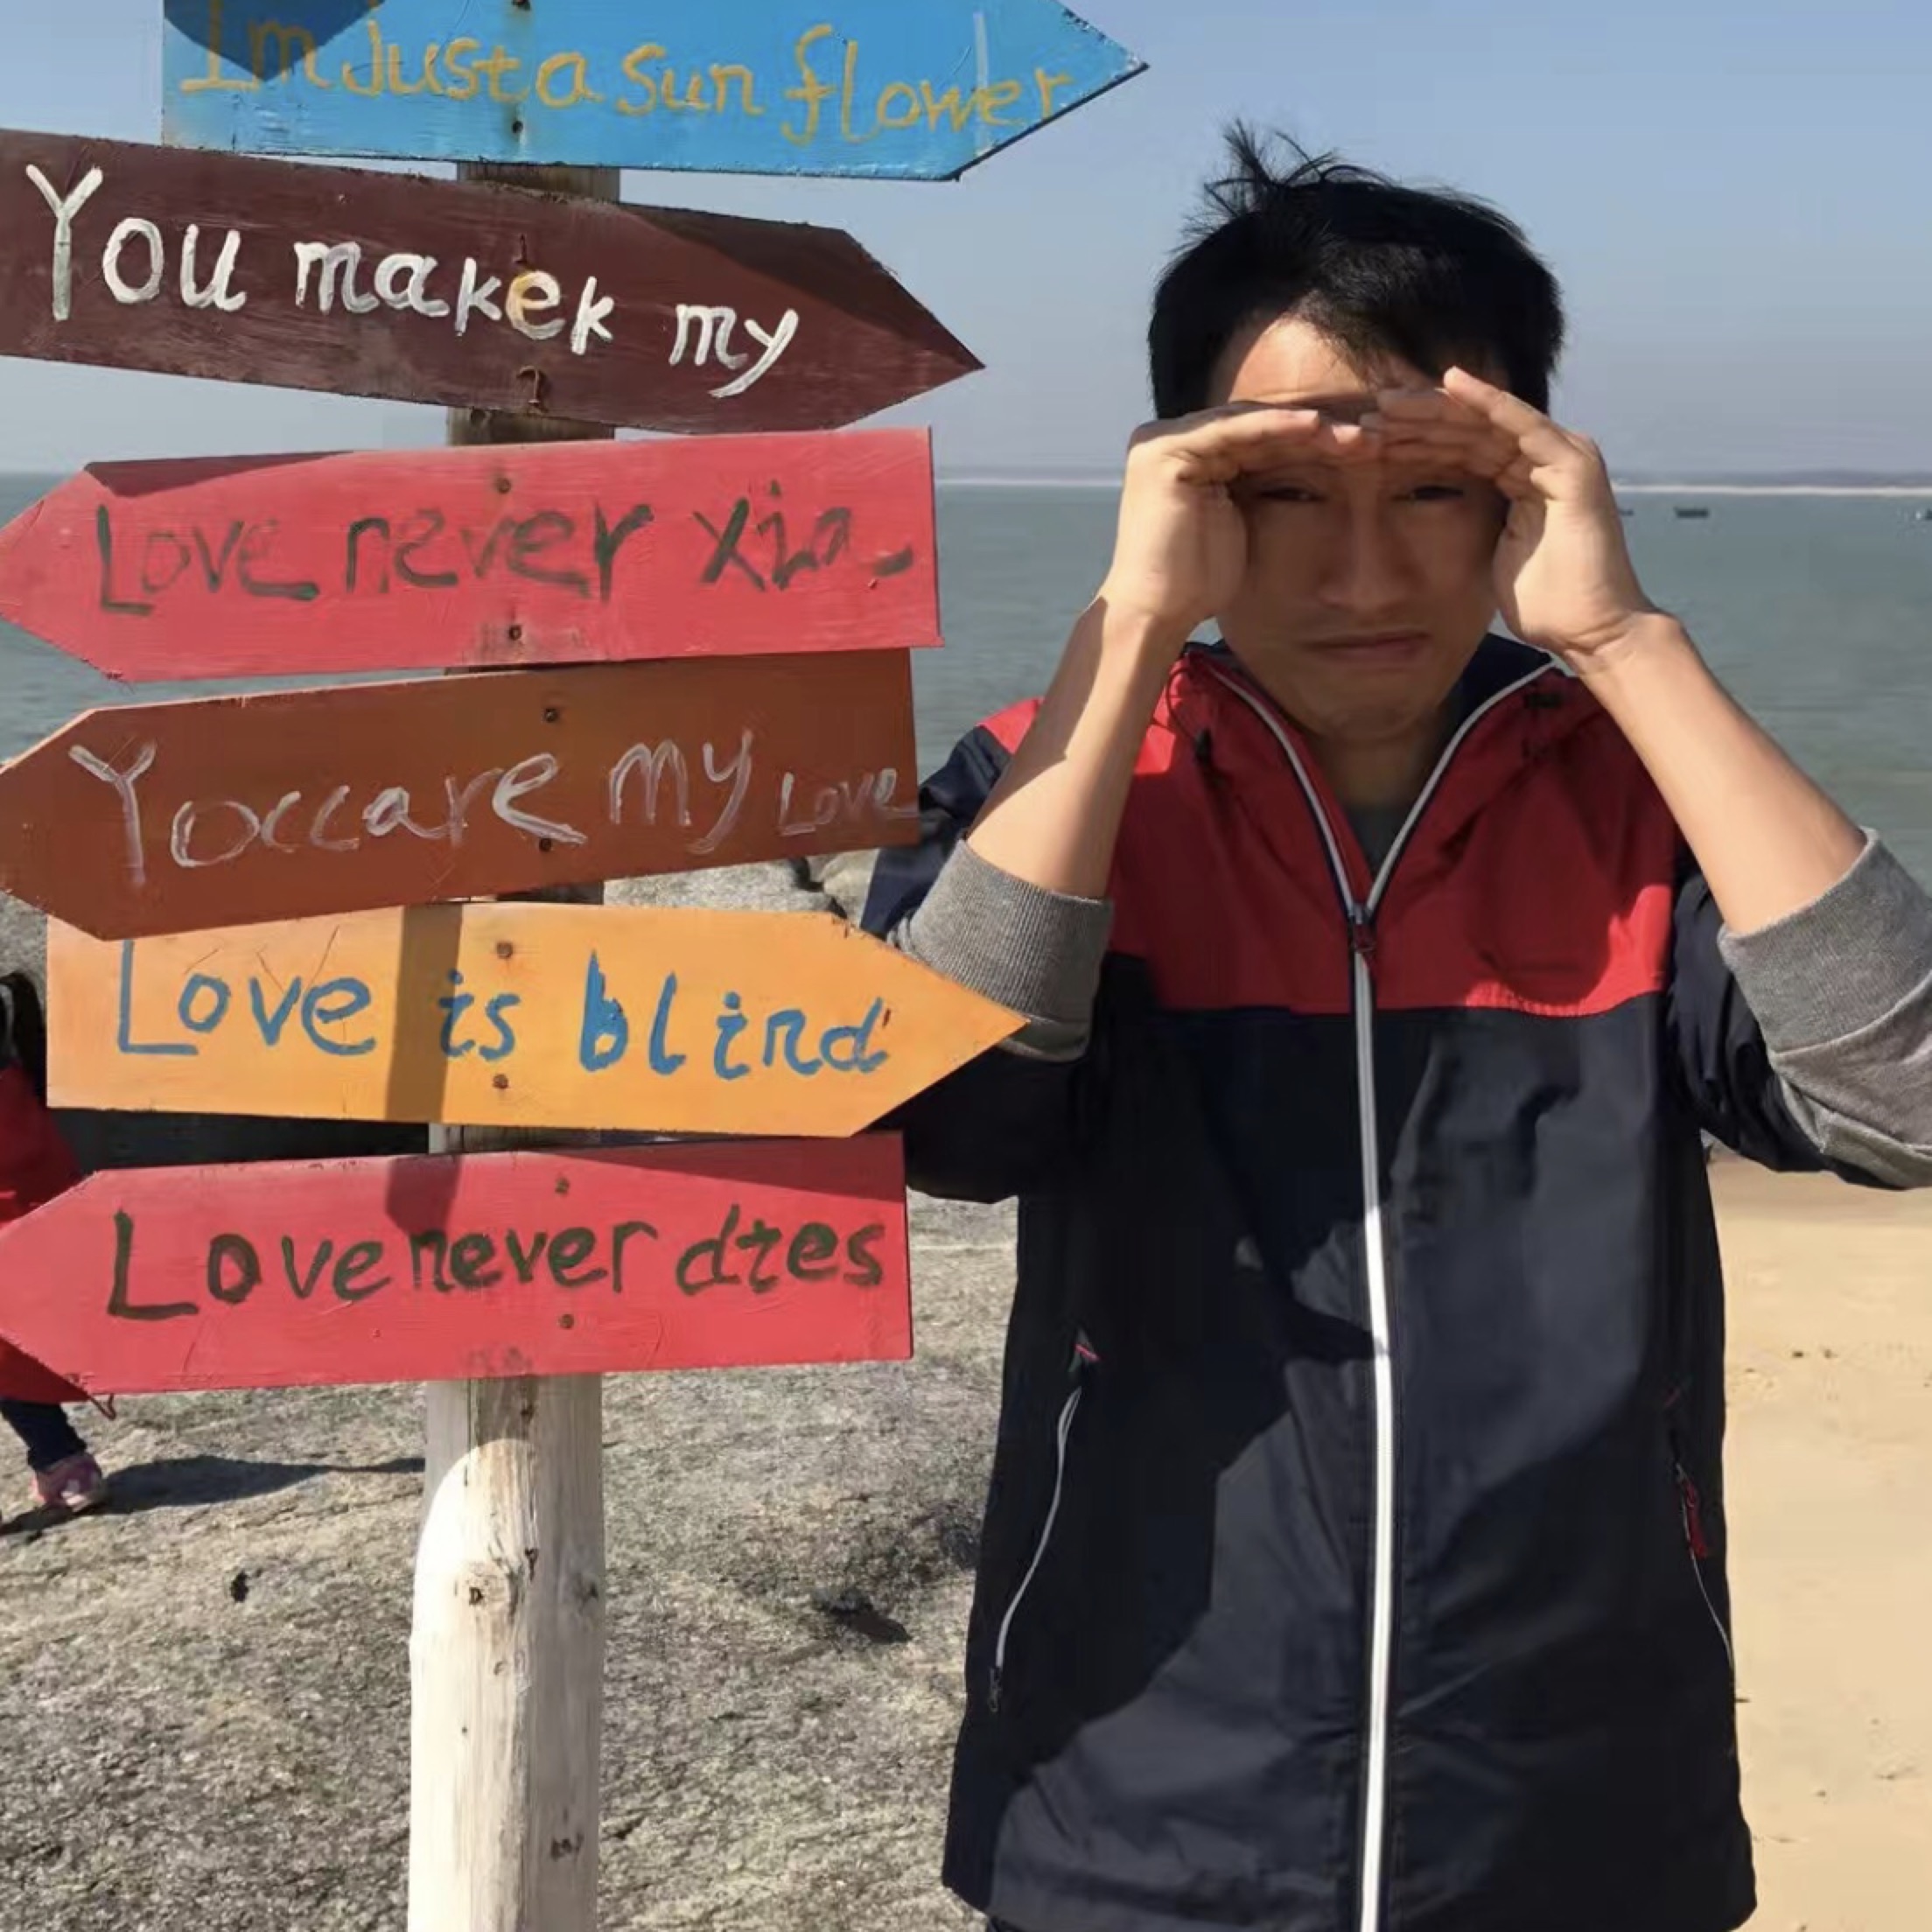 Im Just a sun flower
You makek my
Love never xia
Yoccare my Love
Love is blind
Love never dies